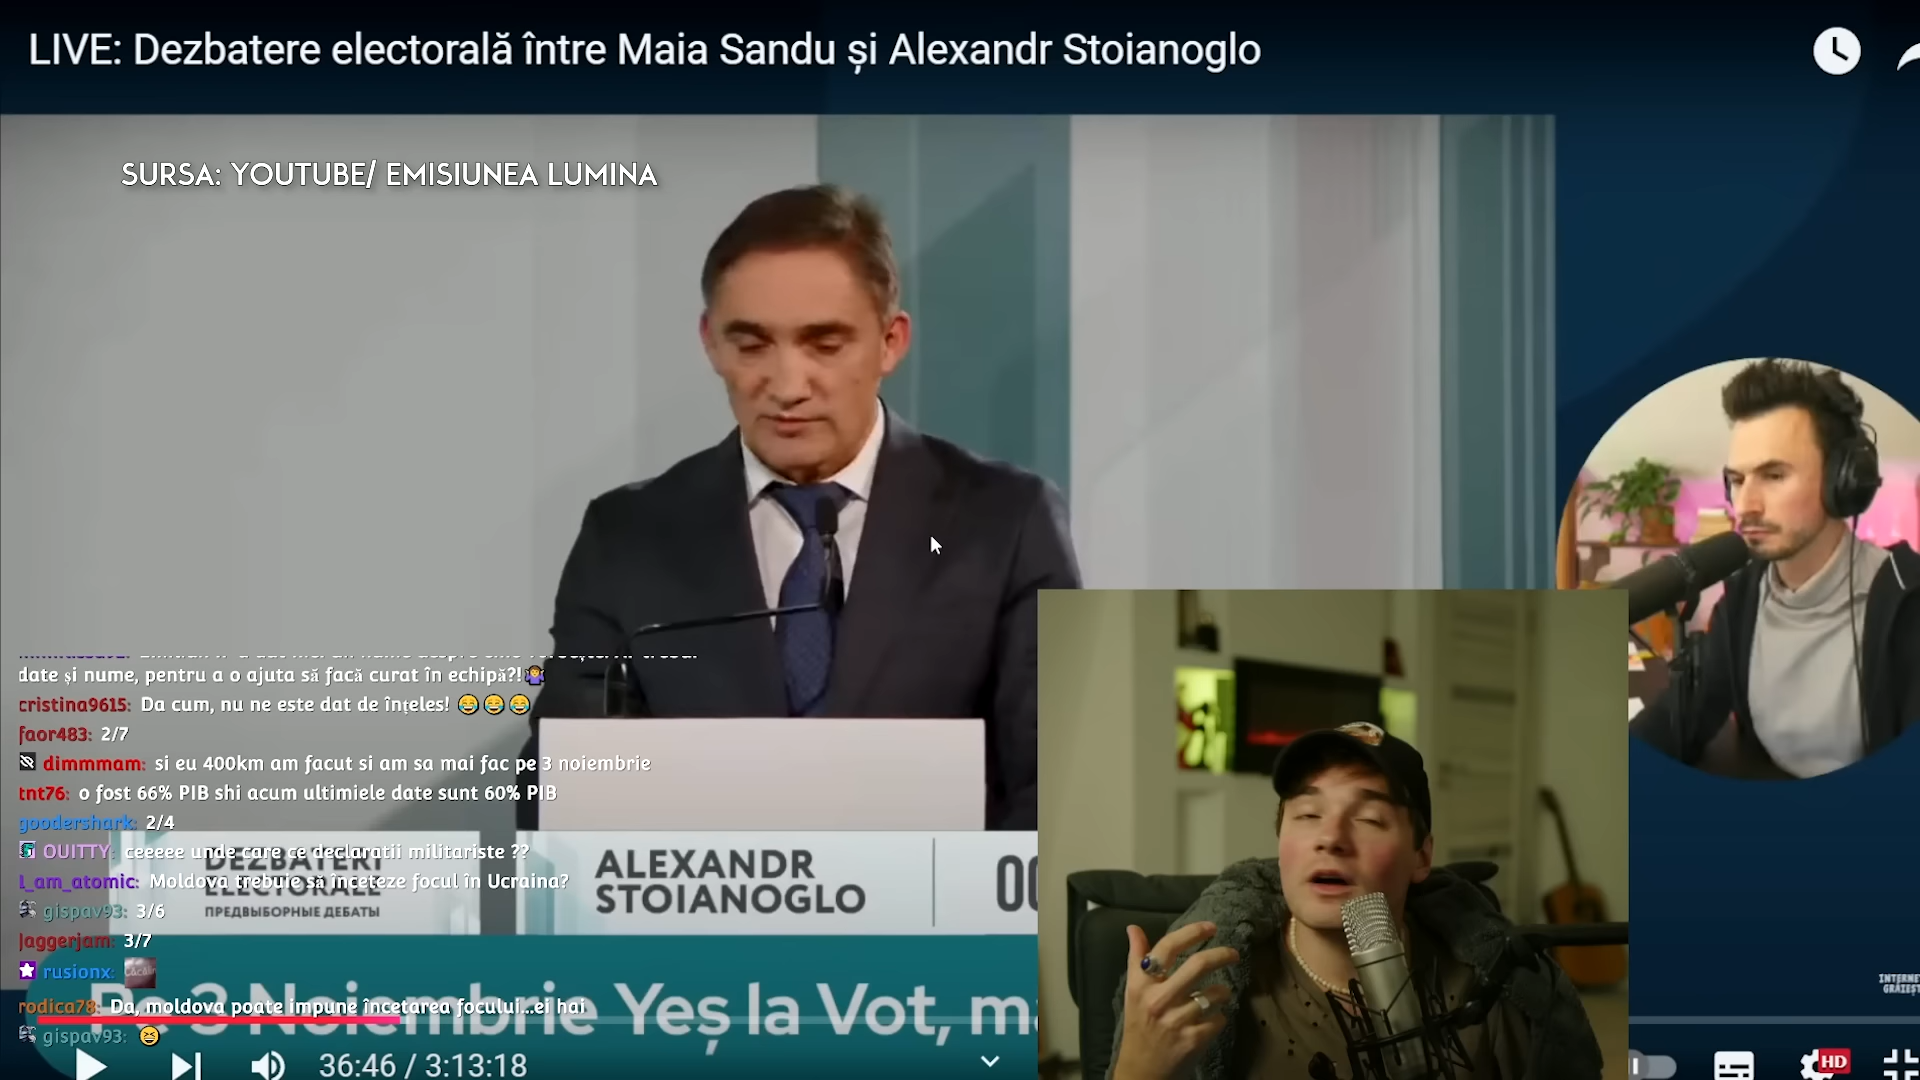 LIVE: Dezbatere electorală între Maia Sandu și Alexandr Stoianoglo
SURSA: YOUTUBE/ EMISIUNEA LUMINA
date și nume, pentru a o ajuta să facă curat în echipă?!🤷‍♀️
cristina9615: Da cum, nu ne este dat de înțeles! 😂😂😂
faor483: 2/7
dimmmam: si eu 400km am facut si am sa mai fac pe 3 noiembrie
tnt76: o fost 66% PIB shi acum ultimiele date sunt 60% PIB
goodershark: 2/4
OUITTY: ceeeee unde care ce declaratii militariste ??
I_am_atomic: Moldova trebuie să înceteze focul în Ucraina?
gispav93: 3/6
Jaggerjam: 3/7
rusionx:
rodica78: Da, moldova poate impune încetarea focului...ei hai
gispav93: 😆
DEZBATERI
ELECTORALE
ПРЕДВЫБОРНЫЕ ДЕБАТЫ
ALEXANDR
STOIANOGLO
3 Noiembrie Yeș la Vot,
36:46 / 3:13:18
HD